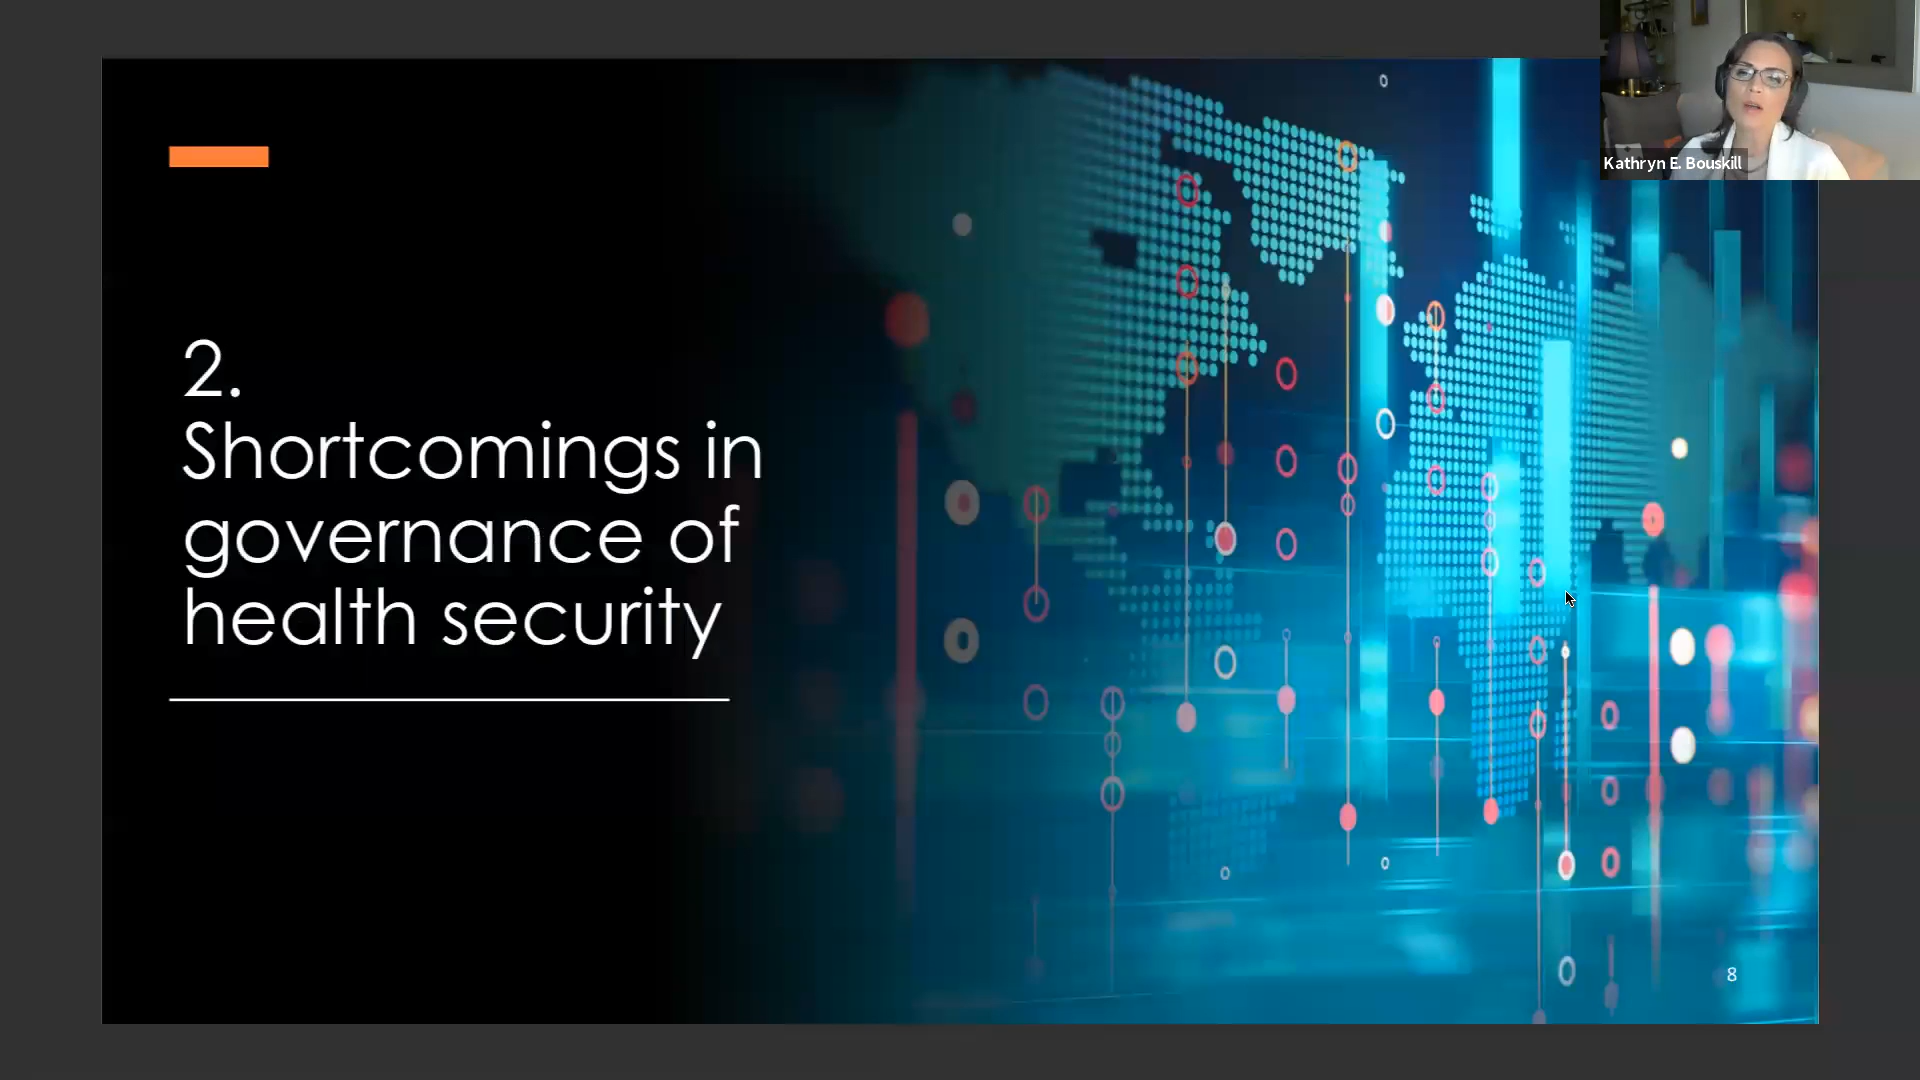 Kathryn E. Bouskill
2.
Shortcomings in
governance of
health security
8